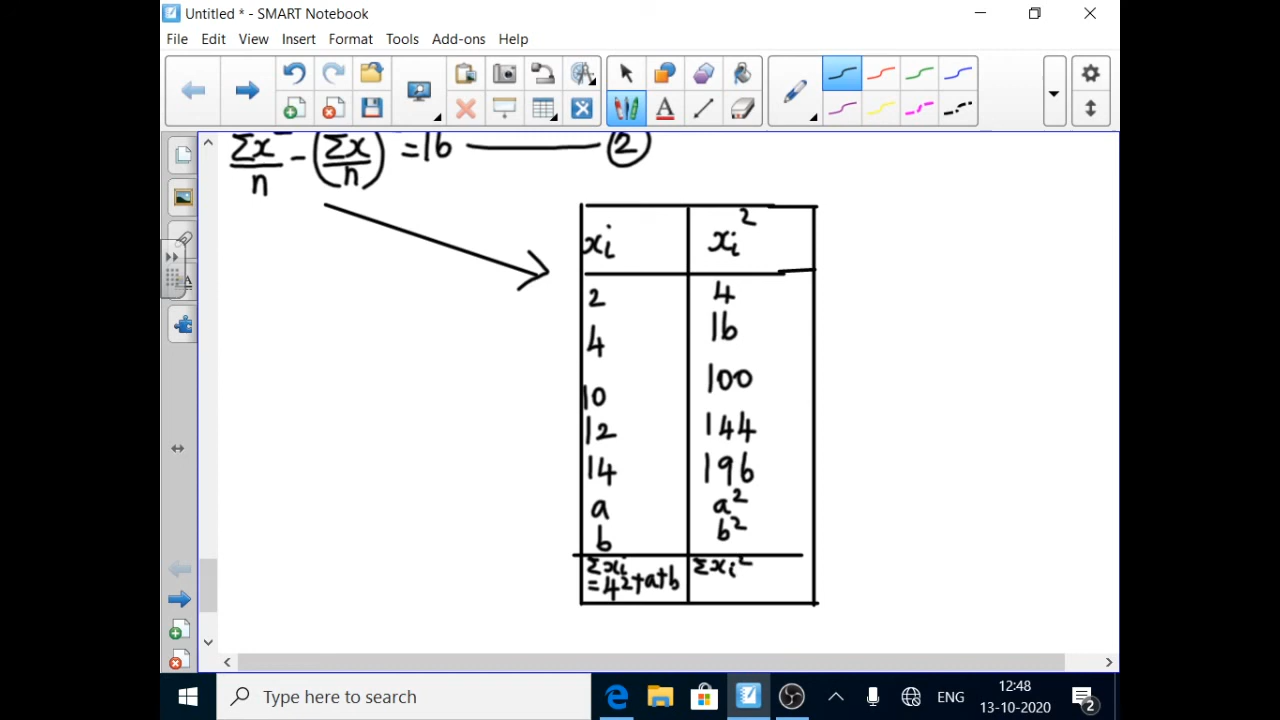 Untitled * - SMART Notebook
File Edit View Insert Format Tools Add-ons Help
Σx² / n - (Σx / n)² = 16 ——— ②
xi xi²
2 4
4 16
10 100
12 144
14 196
a a²
b b²
Σxi Σxi²
= 42+a+b
Type here to search
ENG
12:48
13-10-2020
2